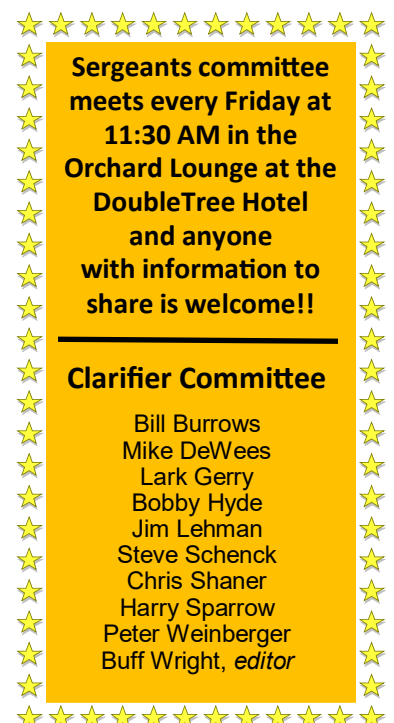 Sergeants committee
meets every Friday at
11:30 AM in the
Orchard Lounge at the
DoubleTree Hotel
and anyone
with information to
share is welcome!!
Clarifier Committee
Bill Burrows
Mike DeWees
Lark Gerry
Bobby Hyde
Jim Lehman
Steve Schenck
Chris Shaner
Harry Sparrow
Peter Weinberger
Buff Wright, editor